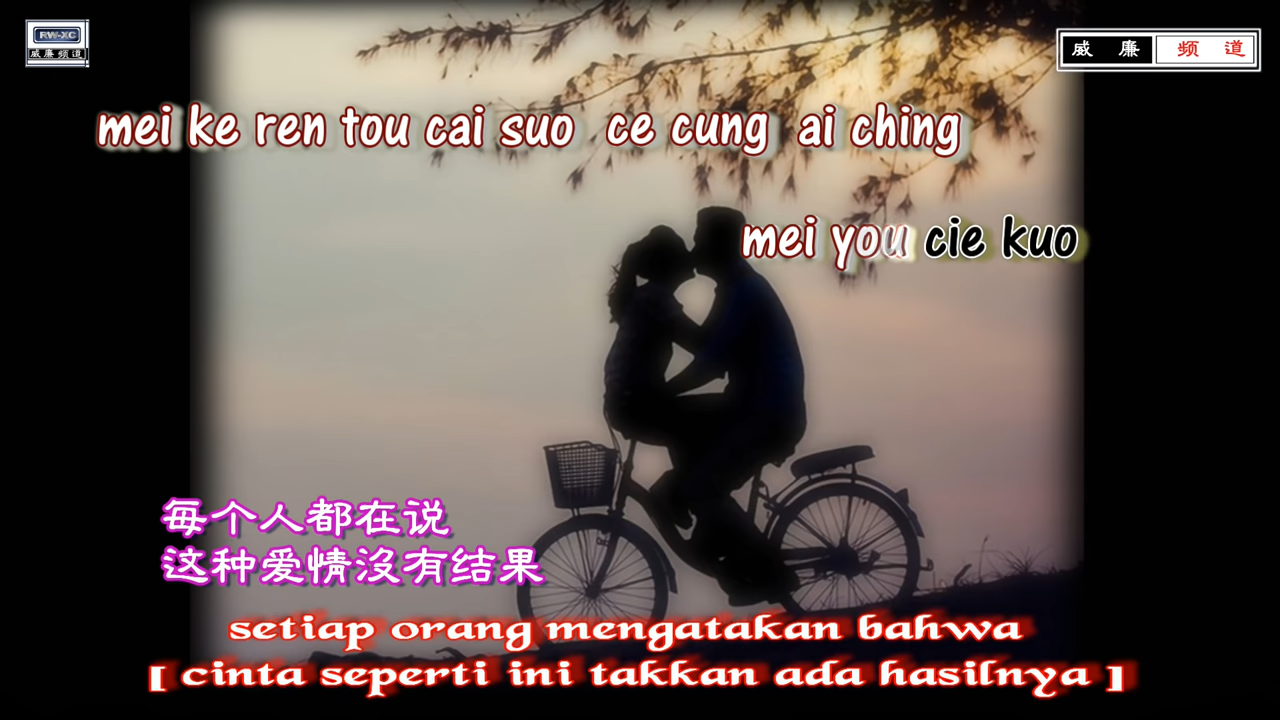 RW-XC
威廉频道
威廉频道
mei ke ren tou cai suo ce cung ai ching
mei you cie kuo
每个人都在说
这种爱情没有结果
setiap orang mengatakan bahwa
[ cinta seperti ini takkan ada hasilnya ]